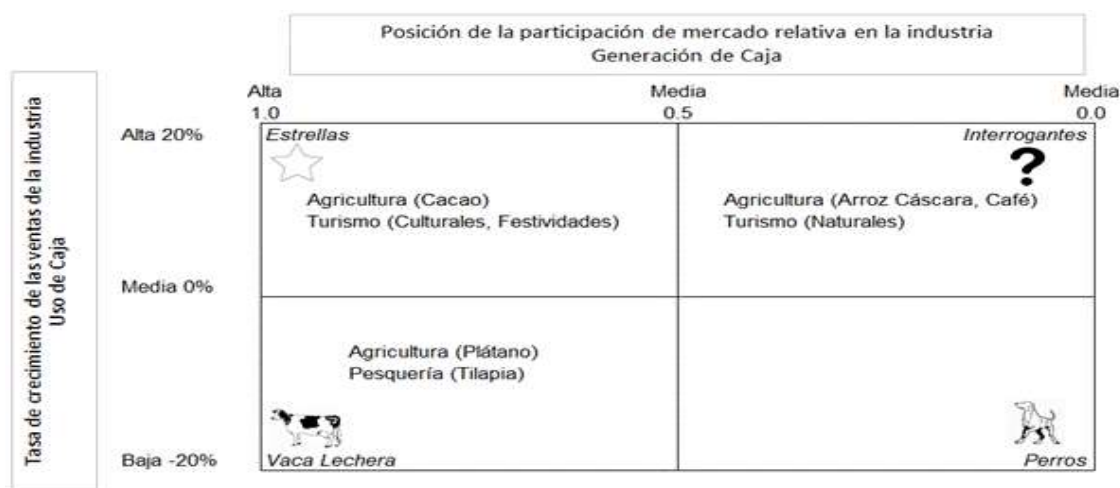 Posición de la participación de mercado relativa en la industria
Generación de Caja
Alta
Media
Media
1.0
0.5
0.0
Tasa de crecimiento de las ventas de la industria
Uso de Caja
Alta 20%
Estrellas
Interrogantes
?
Agricultura (Cacao)
Turismo (Culturales, Festividades)
Agricultura (Arroz Cáscara, Café)
Turismo (Naturales)
Media 0%
Agricultura (Plátano)
Pesquería (Tilapia)
Baja -20%
Vaca Lechera
Perros